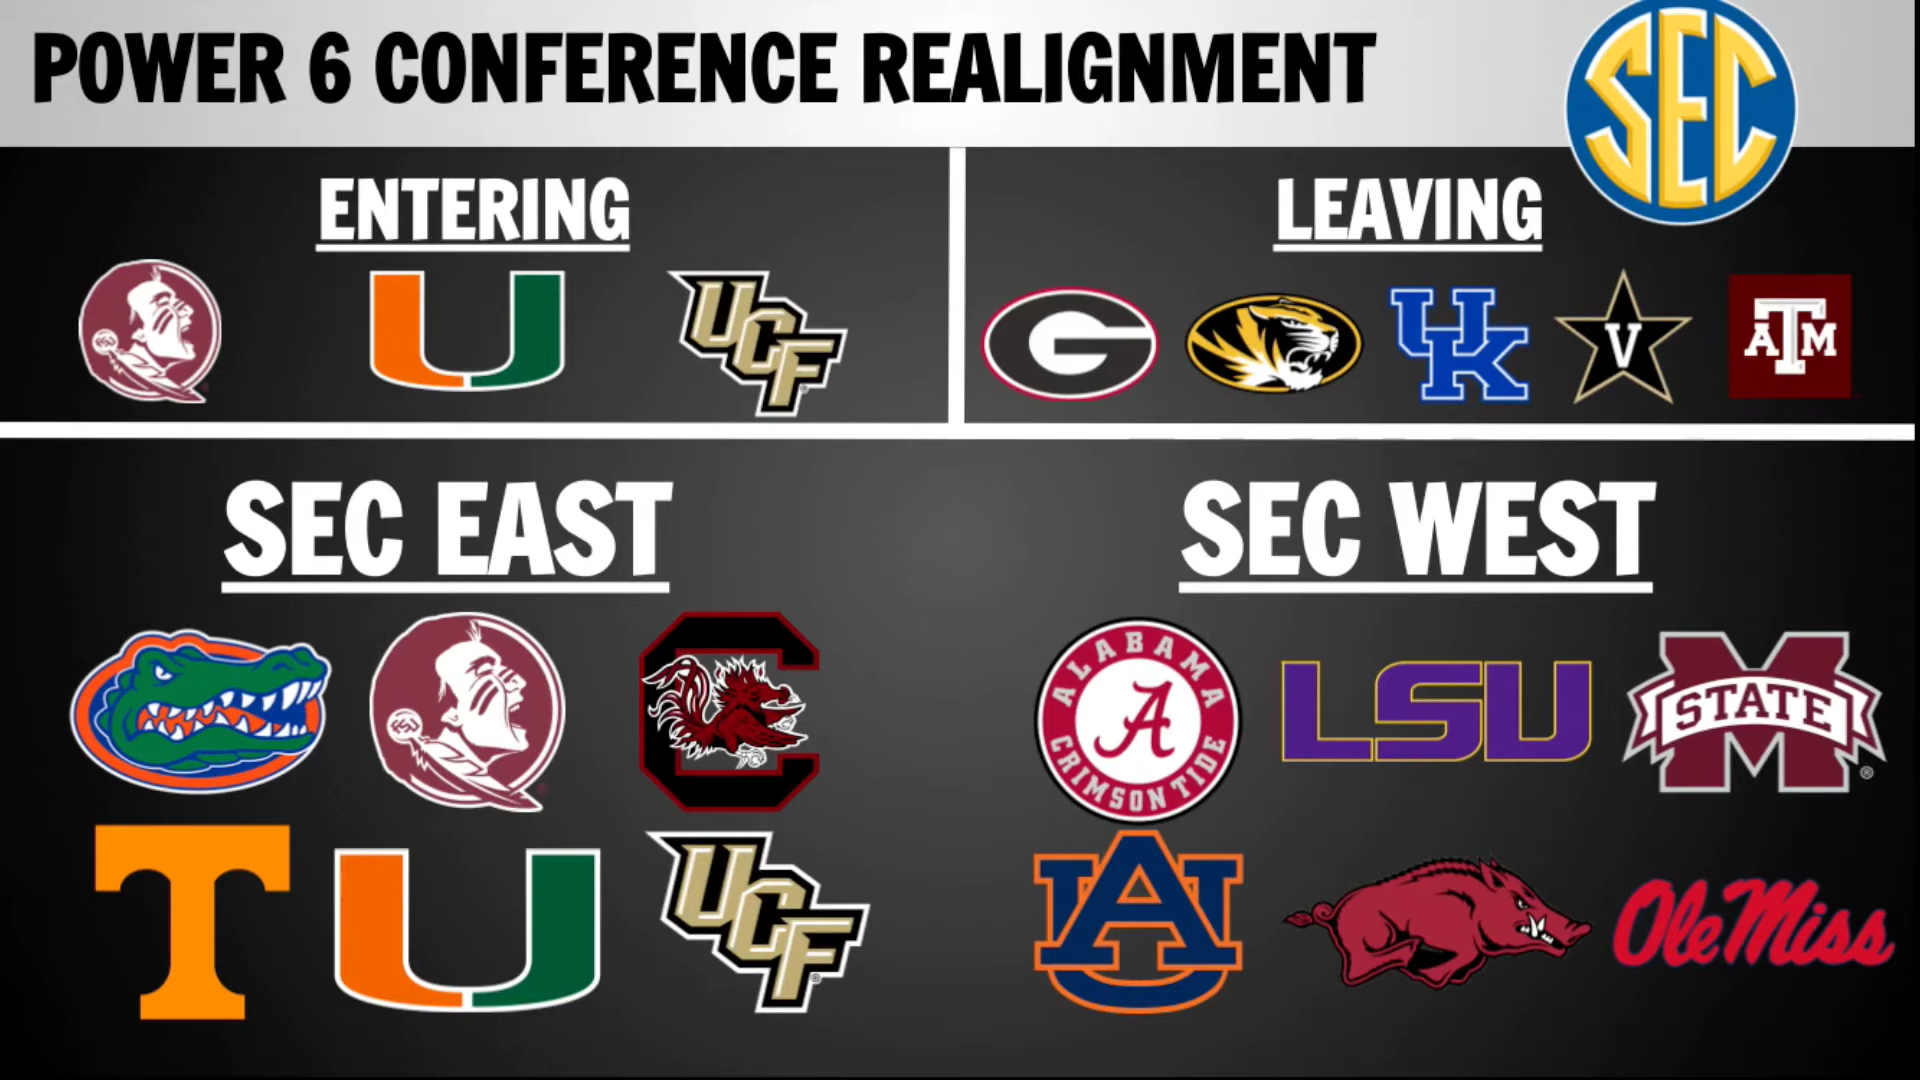 POWER 6 CONFERENCE REALIGNMENT
SEC
ENTERING
LEAVING
U
UCF
G
UK
V
ATM
SEC EAST
SEC WEST
C
ALABAMA
A
CRIMSON TIDE
LSU
M
STATE
®
T
U
UCF
AU
Ole Miss